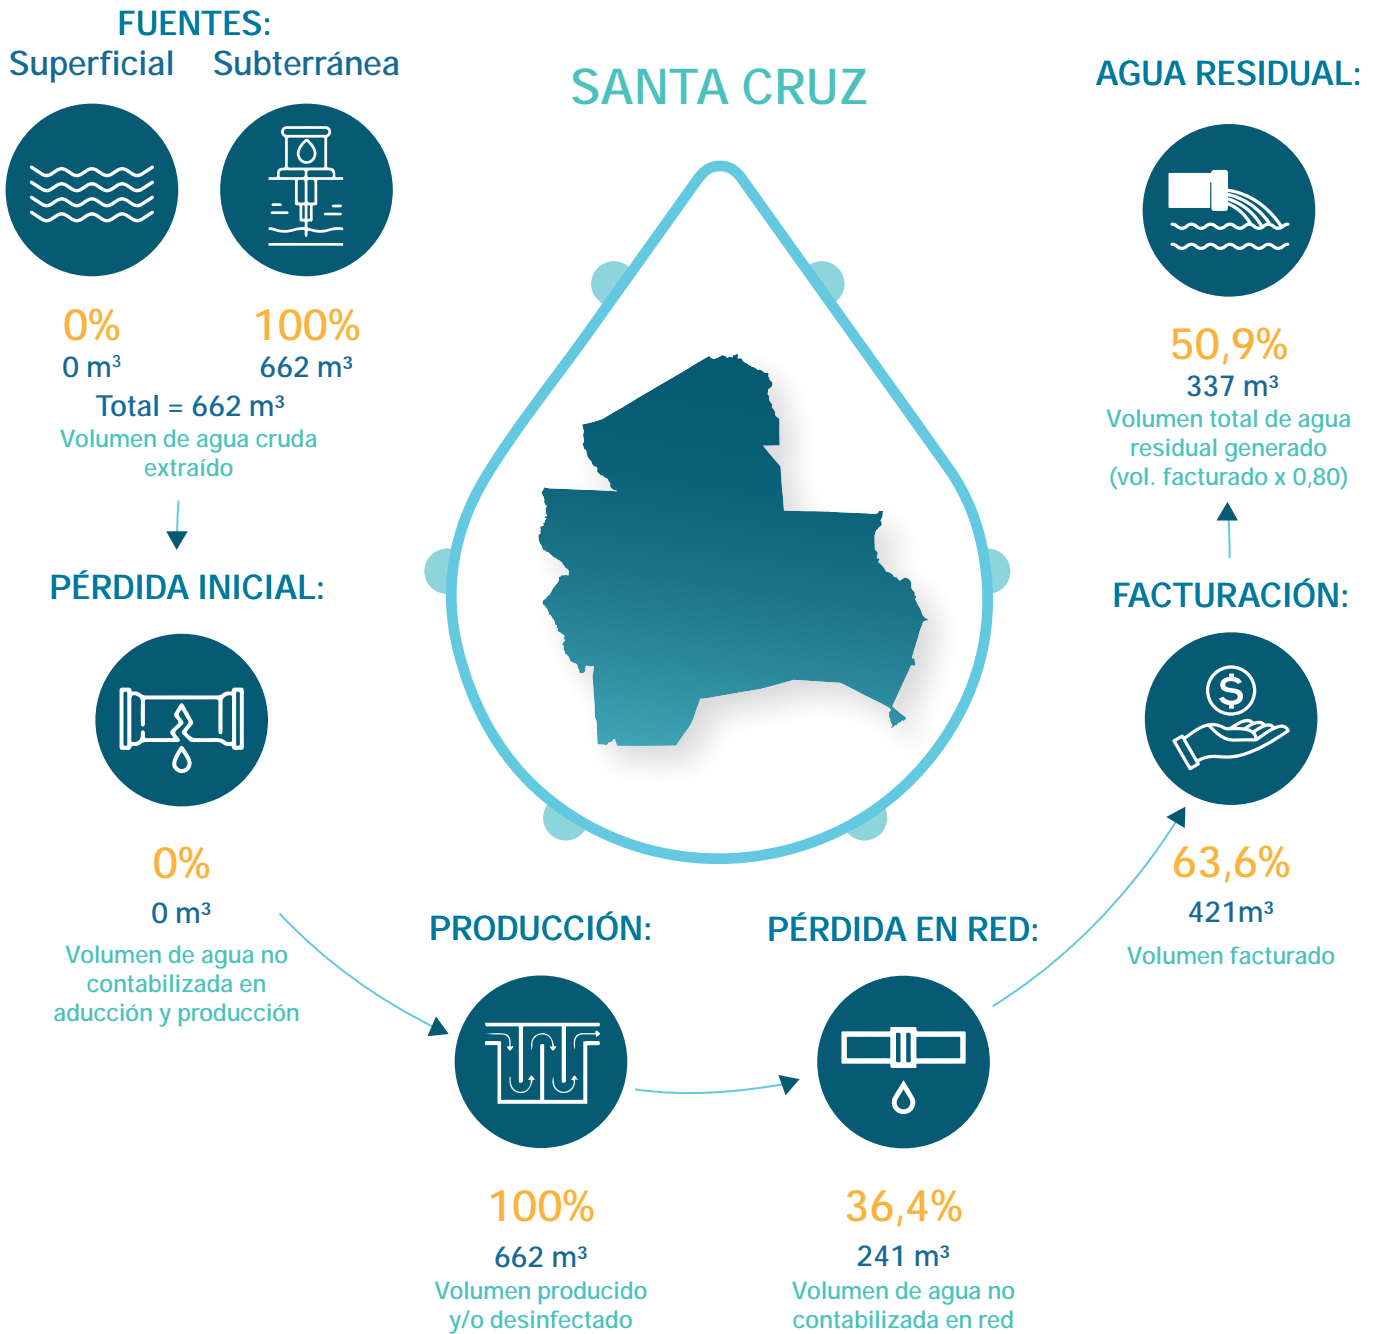 FUENTES:
Superficial Subterránea
0% 100%
0 m³ 662 m³
Total = 662 m³
Volumen de agua cruda
extraído
PÉRDIDA INICIAL:
0%
0 m³
Volumen de agua no
contabilizada en
aducción y producción
SANTA CRUZ
PRODUCCIÓN:
100%
662 m³
Volumen producido
y/o desinfectado
PÉRDIDA EN RED:
36,4%
241 m³
Volumen de agua no
contabilizada en red
FACTURACIÓN:
$
63,6%
421m³
Volumen facturado
AGUA RESIDUAL:
50,9%
337 m³
Volumen total de agua
residual generado
(vol. facturado x 0,80)